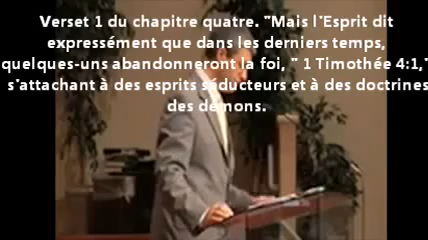 Verset 1 du chapitre quatre. "Mais l'Esprit dit
expressément que dans les derniers temps,
quelques-uns abandonneront la foi, " 1 Timothée 4:1,"
s'attachant à des esprits séducteurs et à des doctrines
des démons.